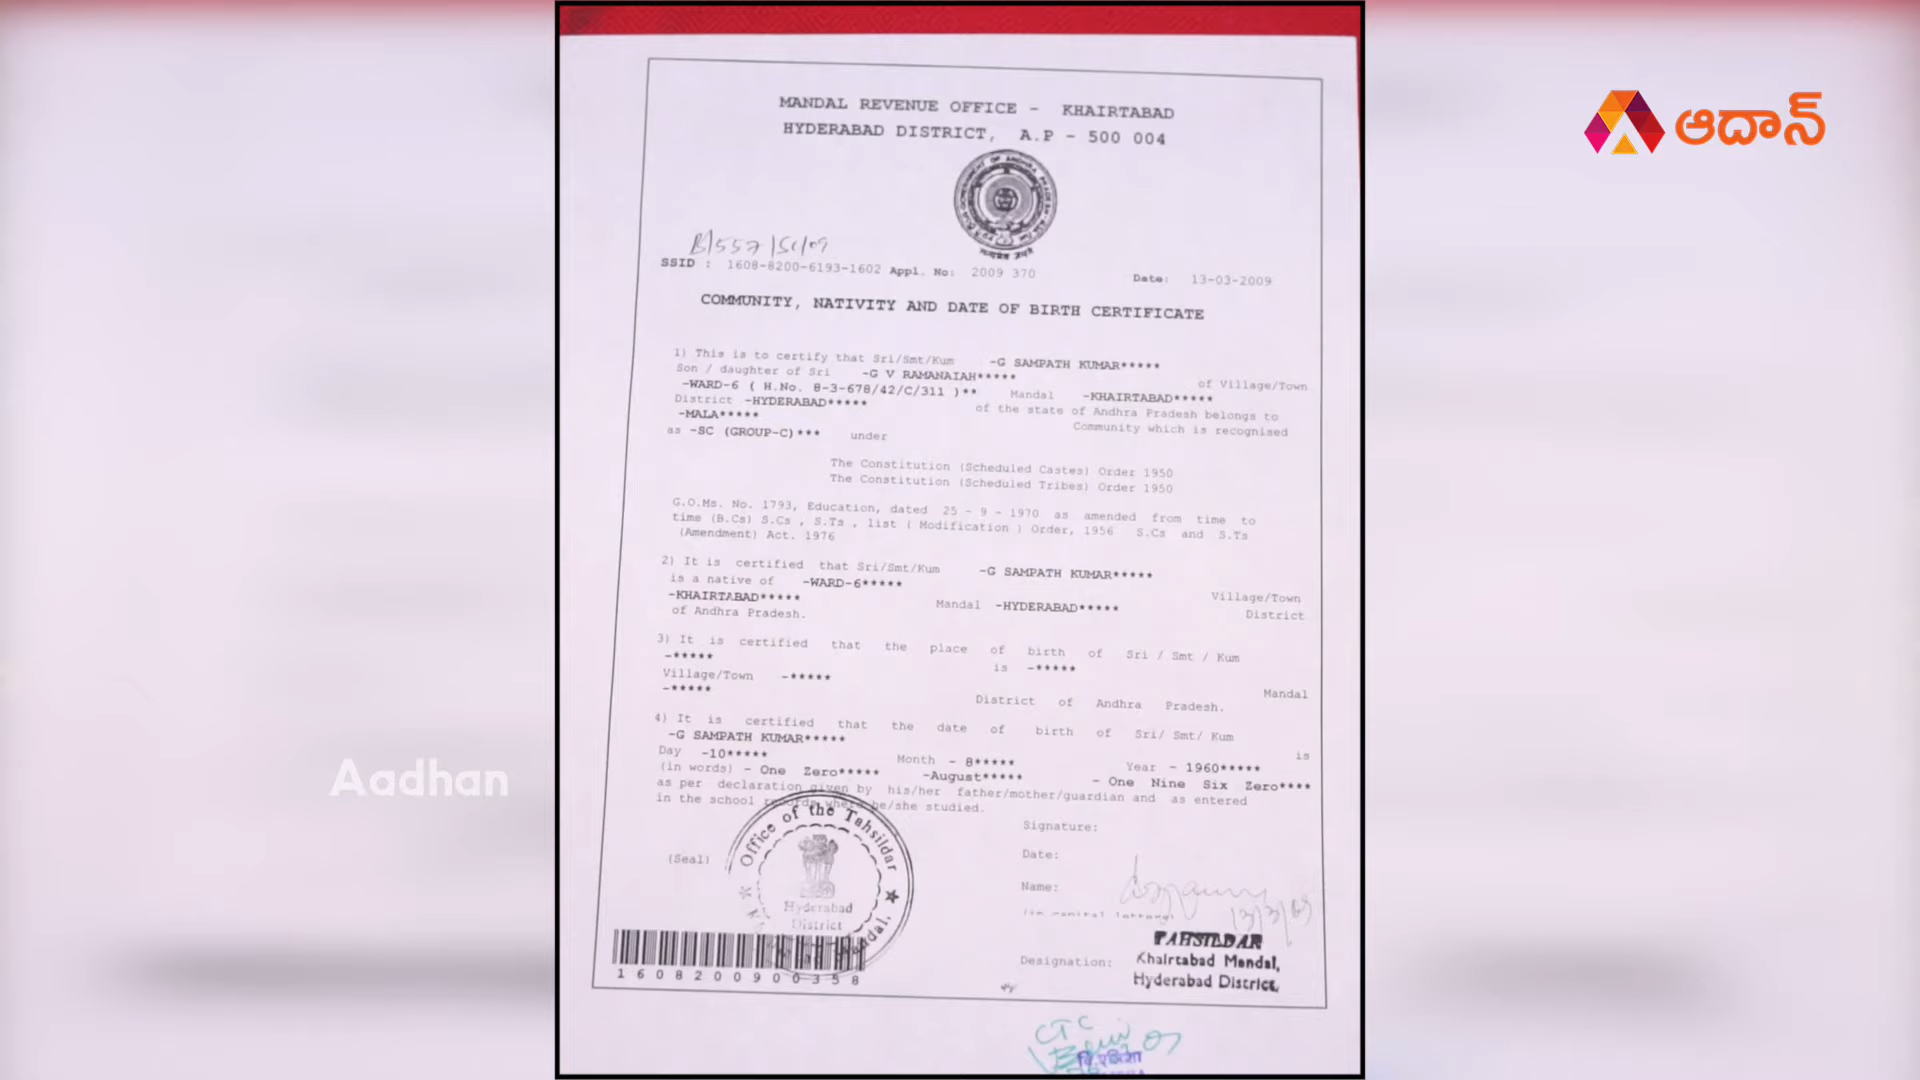 MANDAL REVENUE OFFICE - KHAIRTABAD
HYDERABAD DISTRICT, A.P - 500 004
ఆదాన్
B/557/SC/09
SSID : 1608-8200-6193-1602 Appl. No: 2009 370 Date: 13-03-2009
COMMUNITY, NATIVITY AND DATE OF BIRTH CERTIFICATE
1) This is to certify that Sri/Smt/Kum -G SAMPATH KUMAR*****
Son / daughter of Sri -G V RAMANAIAH***** of Village/Town
-WARD-6 ( H.No. 8-3-678/42/C/311 )** Mandal -KHAIRTABAD*****
District -HYDERABAD***** of the state of Andhra Pradesh belongs to
-MALA***** Community which is recognised
as -SC (GROUP-C)*** under
The Constitution (Scheduled Castes) Order 1950
The Constitution (Scheduled Tribes) Order 1950
G.O.Ms. No. 1793, Education, dated 25 - 9 - 1970 as amended from time to
time (B.Cs) S.Cs , S.Ts , list ( Modification ) Order, 1956 S.Cs and S.Ts
(Amendment) Act. 1976
2) It is certified that Sri/Smt/Kum -G SAMPATH KUMAR*****
is a native of -WARD-6***** Village/Town
-KHAIRTABAD***** Mandal -HYDERABAD***** District
of Andhra Pradesh.
3) It is certified that the place of birth of Sri / Smt / Kum
-***** is -*****
Village/Town -***** Mandal
-***** District of Andhra Pradesh.
4) It is certified that the date of birth of Sri/ Smt/ Kum
-G SAMPATH KUMAR***** is
Day -10***** Month - 8***** Year - 1960*****
(in words) - One Zero***** -August***** - One Nine Six Zero****
as per declaration given by his/her father/mother/guardian and as entered
in the school records where he/she studied.
Aadhan
Signature:
Date:
(Seal)
Name:
13/3/09
Office of the Tahsildar
Hyderabad
District
Mandal,
TAHSILDAR
Designation: Khairtabad Mandal,
Hyderabad District,
1608200900358
CTC